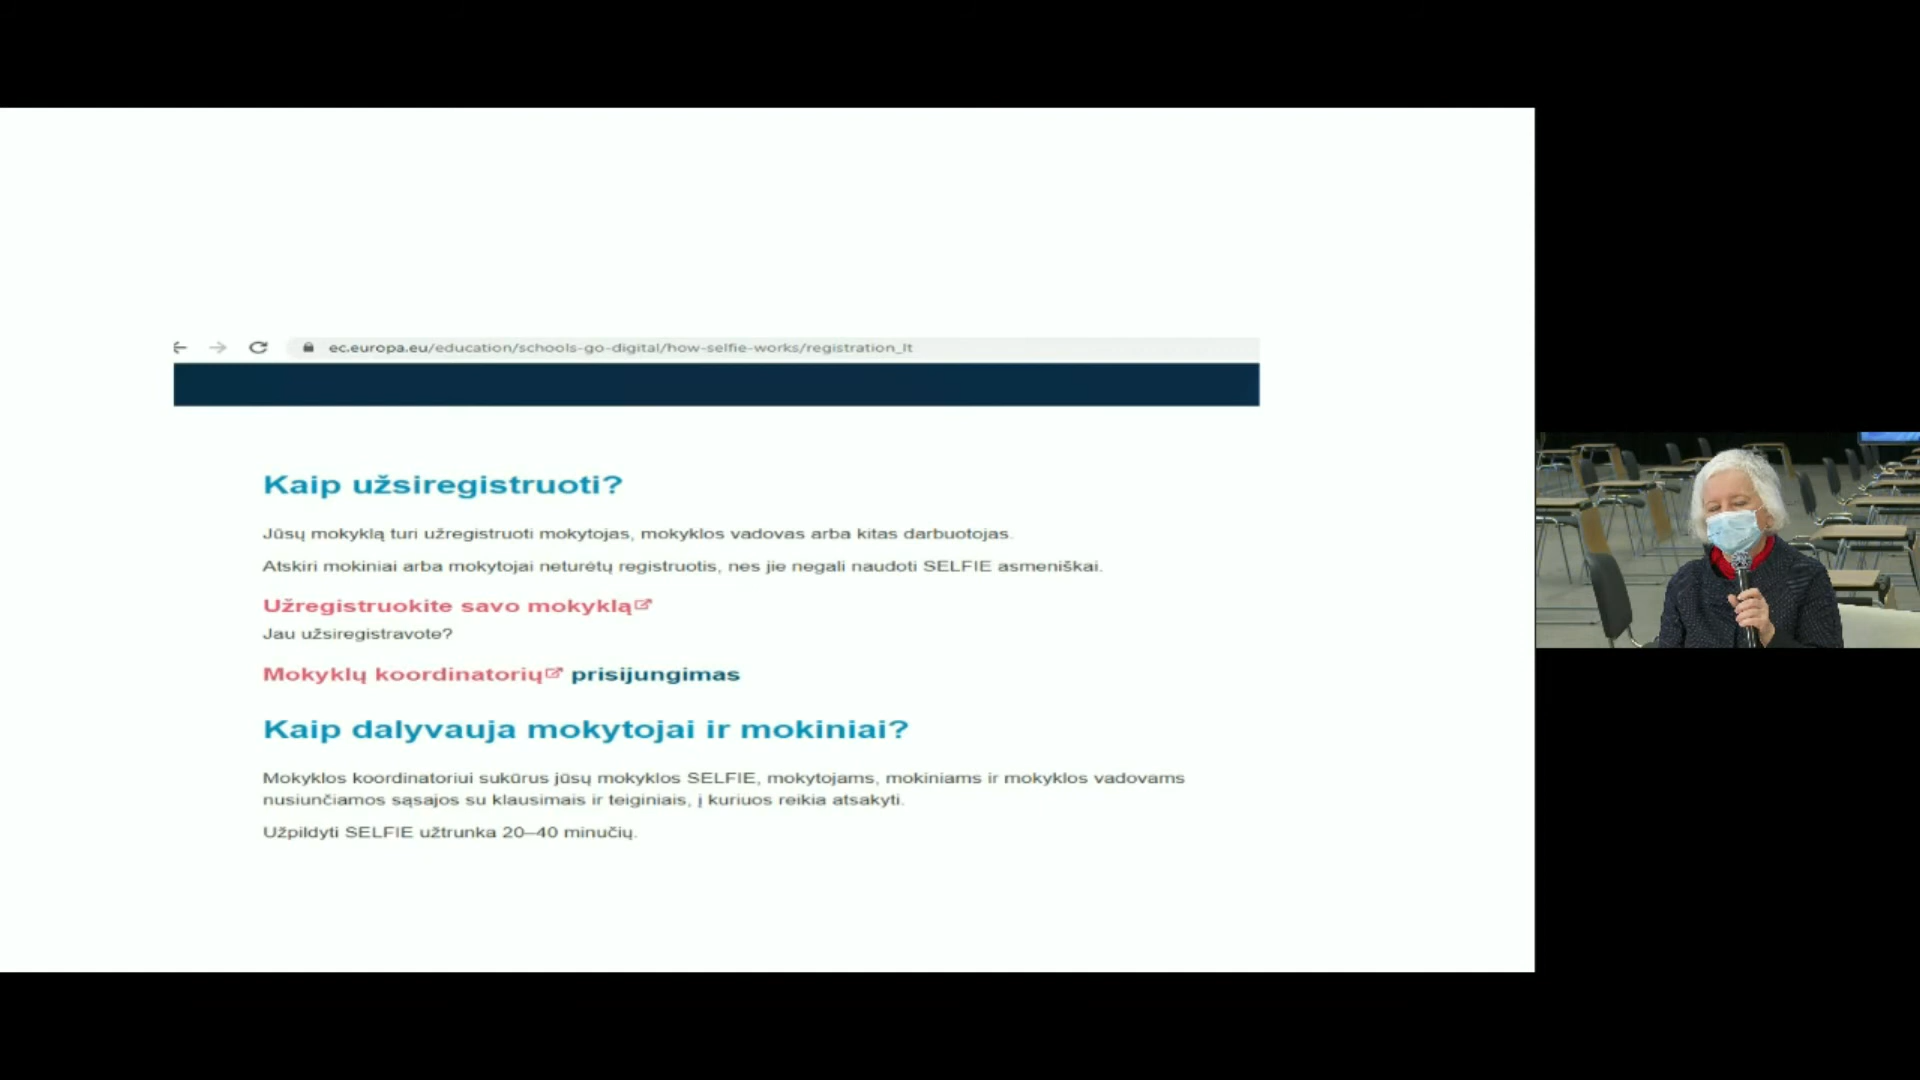 ec.europa.eu/education/schools-go-digital/how-selfie-works/registration_lt
Kaip užsiregistruoti?
Jūsų mokyklą turi užregistruoti mokytojas, mokyklos vadovas arba kitas darbuotojas.
Atskiri mokiniai arba mokytojai neturėtų registruotis, nes jie negali naudoti SELFIE asmeniškai.
Užregistruokite savo mokyklą
Jau užsiregistravote?
Mokyklų koordinatorių prisijungimas
Kaip dalyvauja mokytojai ir mokiniai?
Mokyklos koordinatoriui sukūrus jūsų mokyklos SELFIE, mokytojams, mokiniams ir mokyklos vadovams
nusiunčiamos sąsajos su klausimais ir teiginiais, į kuriuos reikia atsakyti.
Užpildyti SELFIE užtrunka 20–40 minučių.